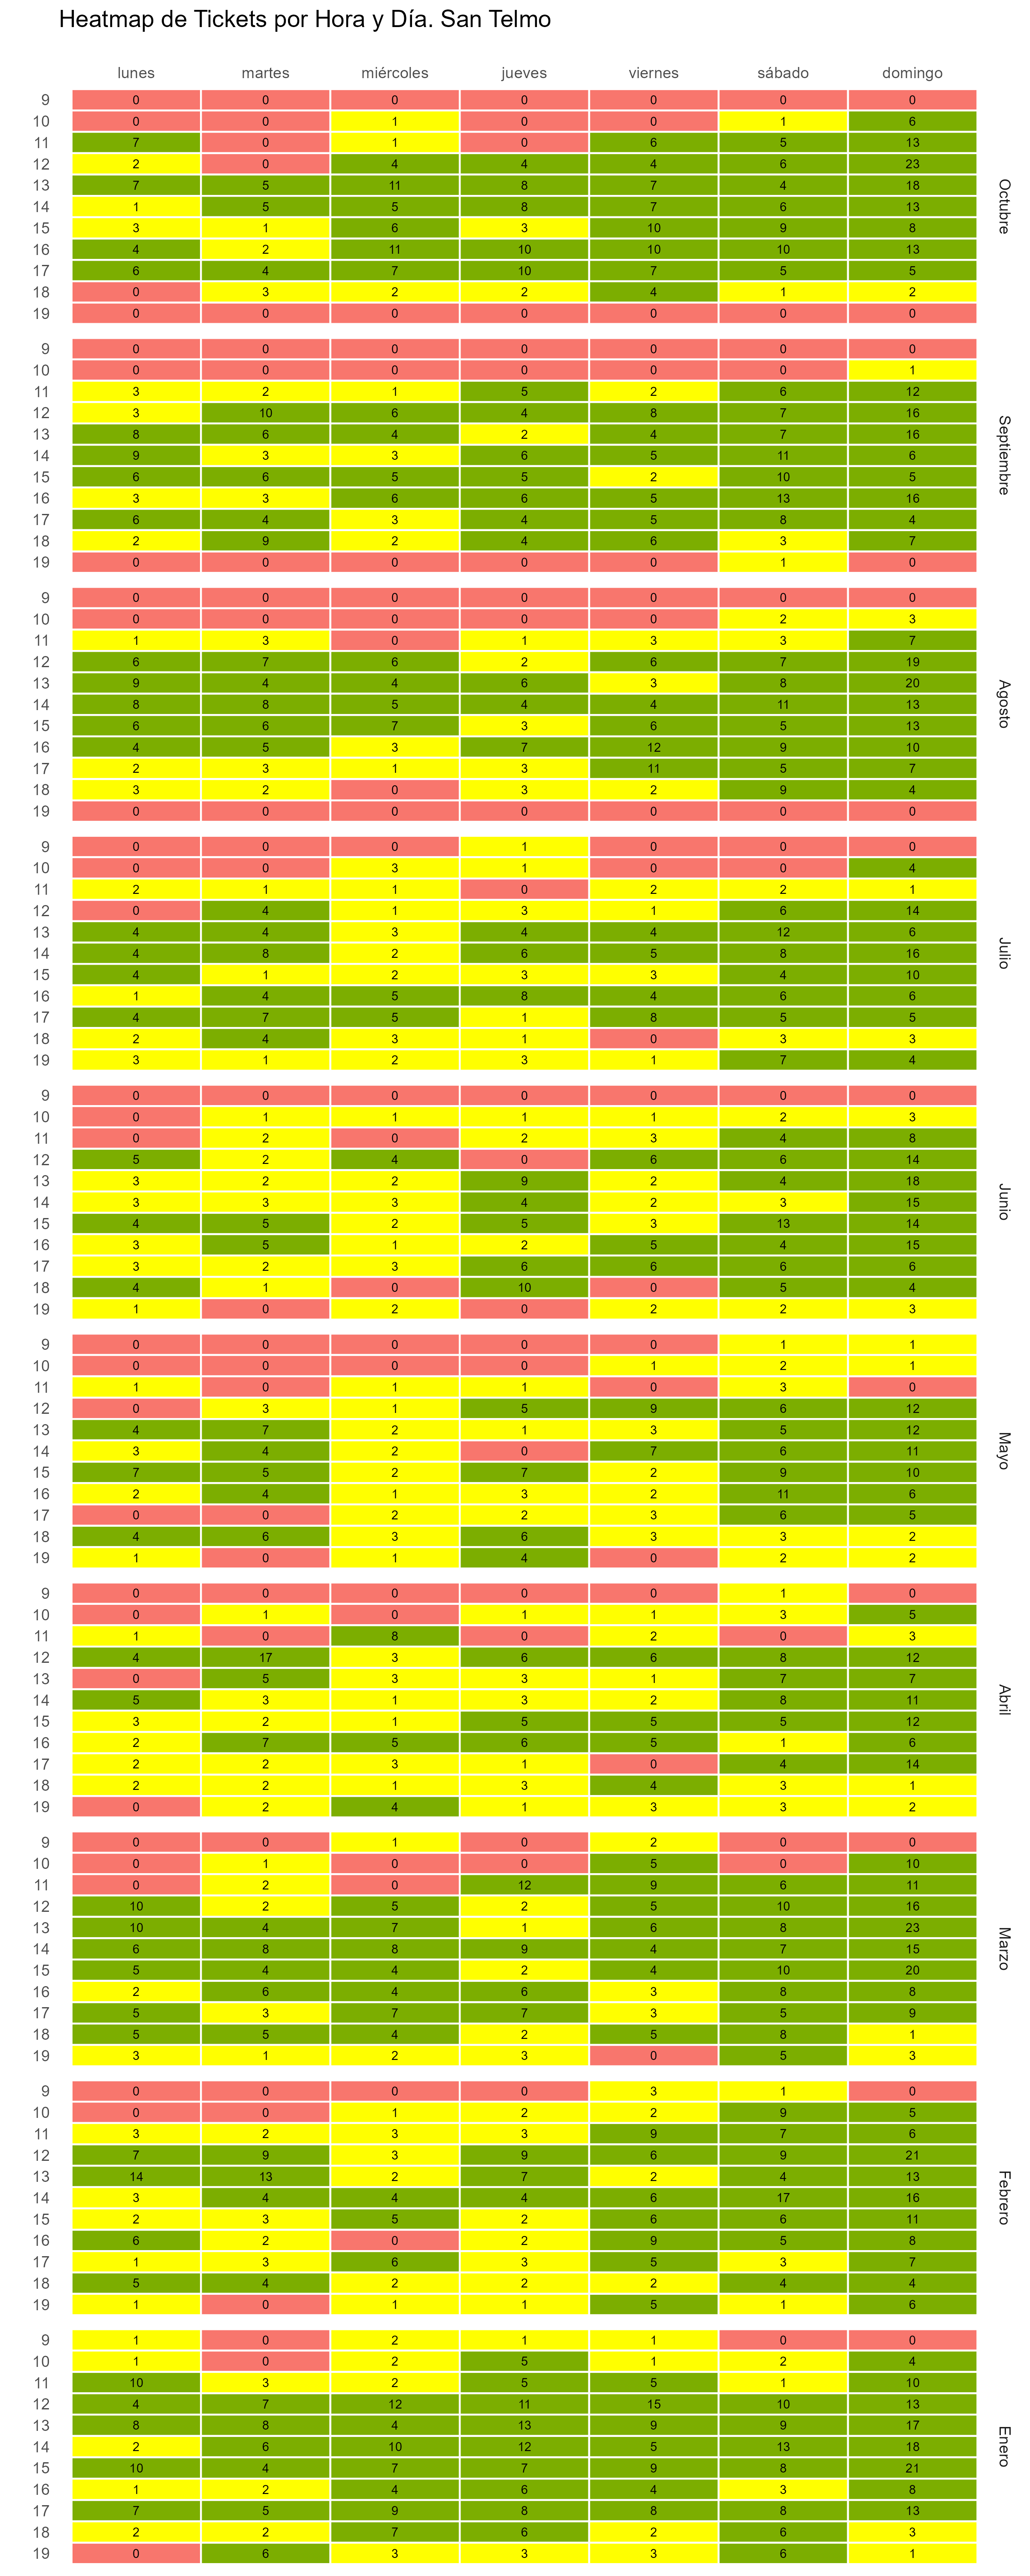 Heatmap de Tickets por Hora y Día. San Telmo
lunes martes miércoles jueves viernes sábado domingo
Octubre
9 0 0 0 0 0 0 0
10 0 0 1 0 0 1 6
11 7 0 1 0 6 5 13
12 2 0 4 4 4 6 23
13 7 5 11 8 7 4 18
14 1 5 5 8 7 6 13
15 3 1 6 3 10 9 8
16 4 2 11 10 10 10 13
17 6 4 7 10 7 5 5
18 0 3 2 2 4 1 2
19 0 0 0 0 0 0 0
Septiembre
9 0 0 0 0 0 0 0
10 0 0 0 0 0 0 1
11 3 2 1 5 2 6 12
12 3 10 6 4 8 7 16
13 8 6 4 2 4 7 16
14 9 3 3 6 5 11 6
15 6 6 5 5 2 10 5
16 3 3 6 6 5 13 16
17 6 4 3 4 5 8 4
18 2 9 2 4 6 3 7
19 0 0 0 0 0 1 0
Agosto
9 0 0 0 0 0 0 0
10 0 0 0 0 0 2 3
11 1 3 0 1 3 3 7
12 6 7 6 2 6 7 19
13 9 4 4 6 3 8 20
14 8 8 5 4 4 11 13
15 6 6 7 3 6 5 13
16 4 5 3 7 12 9 10
17 2 3 1 3 11 5 7
18 3 2 0 3 2 9 4
19 0 0 0 0 0 0 0
Julio
9 0 0 0 1 0 0 0
10 0 0 3 1 0 0 4
11 2 1 1 0 2 2 1
12 0 4 1 3 1 6 14
13 4 4 3 4 4 12 6
14 4 8 2 6 5 8 16
15 4 1 2 3 3 4 10
16 1 4 5 8 4 6 6
17 4 7 5 1 8 5 5
18 2 4 3 1 0 3 3
19 3 1 2 3 1 7 4
Junio
9 0 0 0 0 0 0 0
10 0 1 1 1 1 2 3
11 0 2 0 2 3 4 8
12 5 2 4 0 6 6 14
13 3 2 2 9 2 4 18
14 3 3 3 4 2 3 15
15 4 5 2 5 3 13 14
16 3 5 1 2 5 4 15
17 3 2 3 6 6 6 6
18 4 1 0 10 0 5 4
19 1 0 2 0 2 2 3
Mayo
9 0 0 0 0 0 1 1
10 0 0 0 0 1 2 1
11 1 0 1 1 0 3 0
12 0 3 1 5 9 6 12
13 4 7 2 1 3 5 12
14 3 4 2 0 7 6 11
15 7 5 2 7 2 9 10
16 2 4 1 3 2 11 6
17 0 0 2 2 3 6 5
18 4 6 3 6 3 3 2
19 1 0 1 4 0 2 2
Abril
9 0 0 0 0 0 1 0
10 0 1 0 1 1 3 5
11 1 0 8 0 2 0 3
12 4 17 3 6 6 8 12
13 0 5 3 3 1 7 7
14 5 3 1 3 2 8 11
15 3 2 1 5 5 5 12
16 2 7 5 6 5 1 6
17 2 2 3 1 0 4 14
18 2 2 1 3 4 3 1
19 0 2 4 1 3 3 2
Marzo
9 0 0 1 0 2 0 0
10 0 1 0 0 5 0 10
11 0 2 0 12 9 6 11
12 10 2 5 2 5 10 16
13 10 4 7 1 6 8 23
14 6 8 8 9 4 7 15
15 5 4 4 2 4 10 20
16 2 6 4 6 3 8 8
17 5 3 7 7 3 5 9
18 5 5 4 2 5 8 1
19 3 1 2 3 0 5 3
Febrero
9 0 0 0 0 3 1 0
10 0 0 1 2 2 9 5
11 3 2 3 3 9 7 6
12 7 9 3 9 6 9 21
13 14 13 2 7 2 4 13
14 3 4 4 4 6 17 16
15 2 3 5 2 6 6 11
16 6 2 0 2 9 5 8
17 1 3 6 3 5 3 7
18 5 4 2 2 2 4 4
19 1 0 1 1 5 1 6
Enero
9 1 0 2 1 1 0 0
10 1 0 2 5 1 2 4
11 10 3 2 5 5 1 10
12 4 7 12 11 15 10 13
13 8 8 4 13 9 9 17
14 2 6 10 12 5 13 18
15 10 4 7 7 9 8 21
16 1 2 4 6 4 3 8
17 7 5 9 8 8 8 13
18 2 2 7 6 2 6 3
19 0 6 3 3 3 6 1